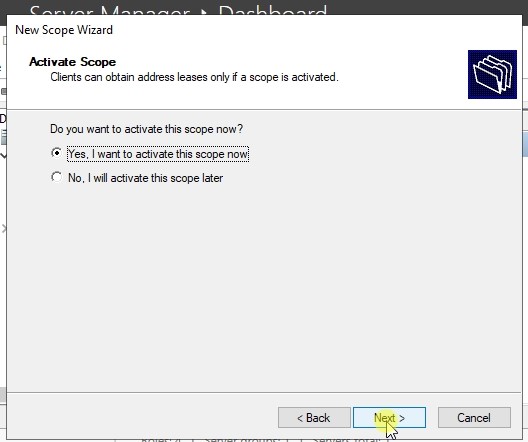 Server Manager ‣ Dashboard
New Scope Wizard
Activate Scope
Clients can obtain address leases only if a scope is activated.
Do you want to activate this scope now?
Yes, I want to activate this scope now
No, I will activate this scope later
< Back
Next >
Cancel